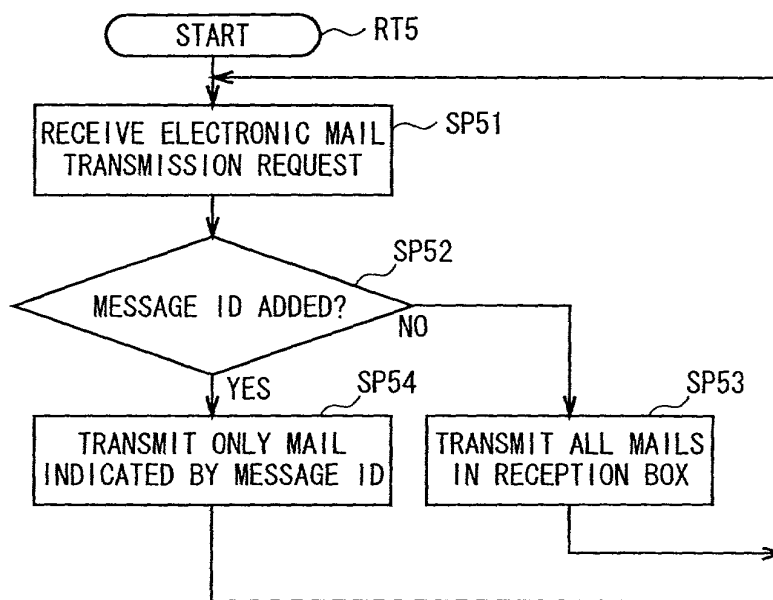 START
RT5
RECEIVE ELECTRONIC MAIL
TRANSMISSION REQUEST
SP51
SP52
MESSAGE ID ADDED?
NO
YES
SP54
SP53
TRANSMIT ONLY MAIL
INDICATED BY MESSAGE ID
TRANSMIT ALL MAILS
IN RECEPTION BOX